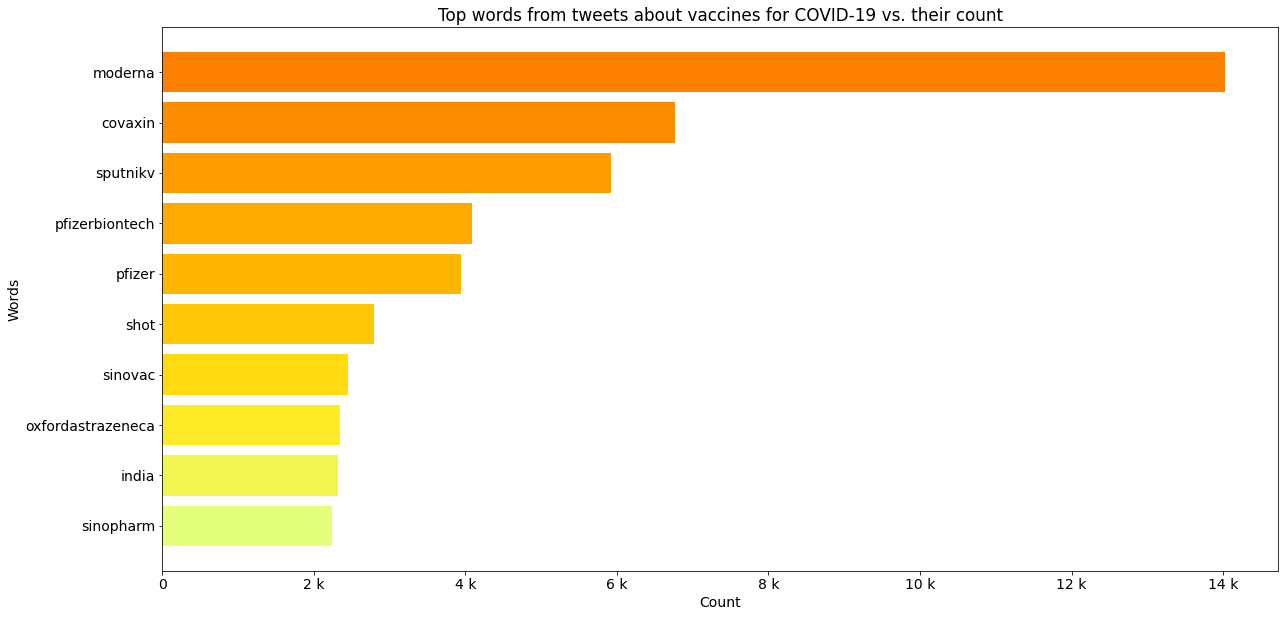 Top words from tweets about vaccines for COVID-19 vs. their count
Words
moderna
covaxin
sputnikv
pfizerbiontech
pfizer
shot
sinovac
oxfordastrazeneca
india
sinopharm
0 2 k 4 k 6 k 8 k 10 k 12 k 14 k
Count